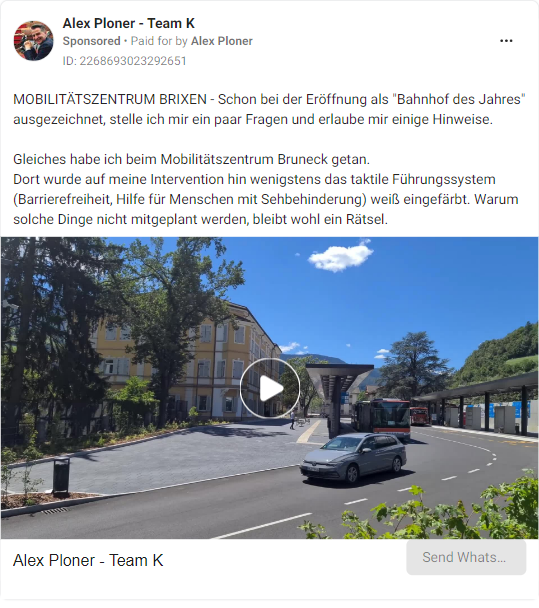 Alex Ploner - Team K
Sponsored • Paid for by Alex Ploner
ID: 2268693023292651
MOBILITÄTSZENTRUM BRIXEN - Schon bei der Eröffnung als "Bahnhof des Jahres"
ausgezeichnet, stelle ich mir ein paar Fragen und erlaube mir einige Hinweise.
Gleiches habe ich beim Mobilitätszentrum Bruneck getan.
Dort wurde auf meine Intervention hin wenigstens das taktile Führungssystem
(Barrierefreiheit, Hilfe für Menschen mit Sehbehinderung) weiß eingefärbt. Warum
solche Dinge nicht mitgeplant werden, bleibt wohl ein Rätsel.
Alex Ploner - Team K
Send Whats...